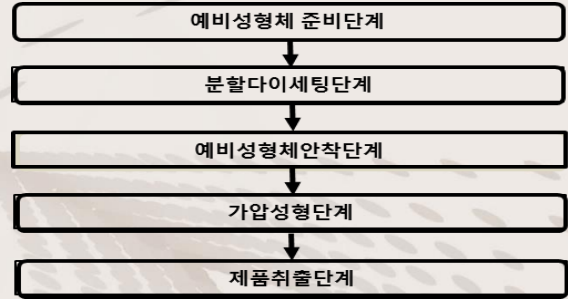 예비성형체 준비단계
분할다이세팅단계
예비성형체안착단계
가압성형단계
제품취출단계